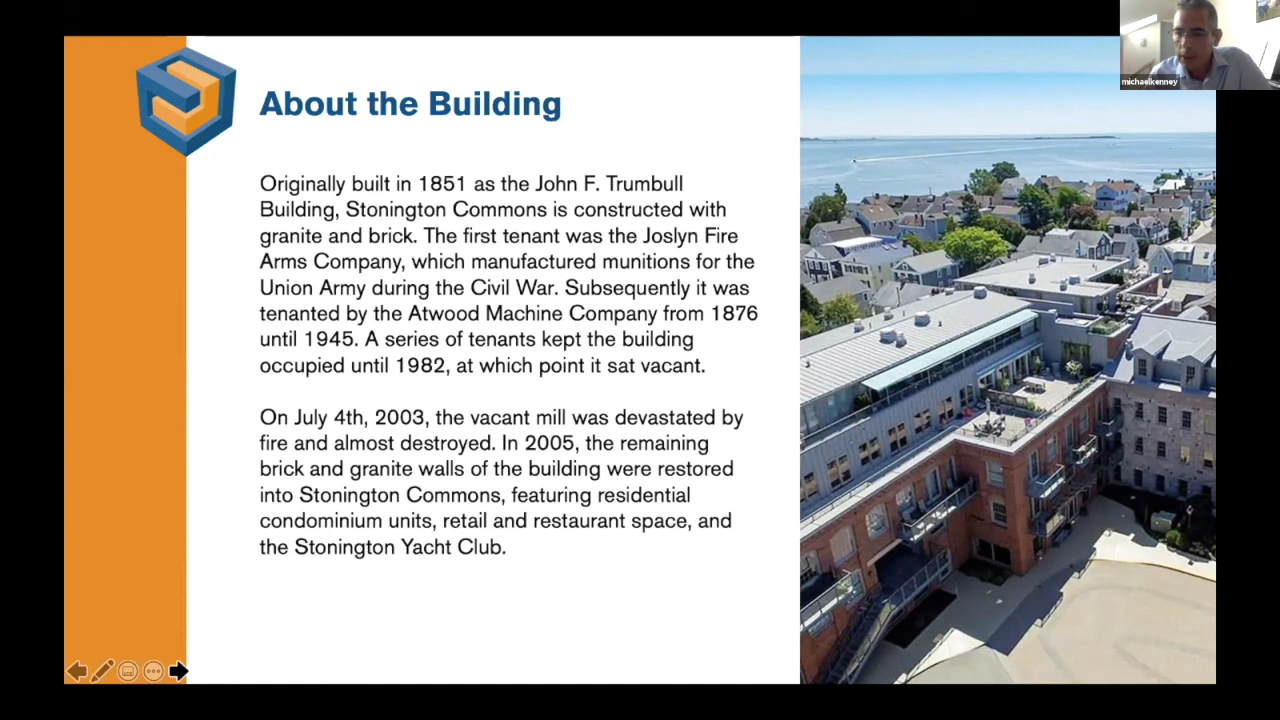 michaelkenney
About the Building
Originally built in 1851 as the John F. Trumbull
Building, Stonington Commons is constructed with
granite and brick. The first tenant was the Joslyn Fire
Arms Company, which manufactured munitions for the
Union Army during the Civil War. Subsequently it was
tenanted by the Atwood Machine Company from 1876
until 1945. A series of tenants kept the building
occupied until 1982, at which point it sat vacant.
On July 4th, 2003, the vacant mill was devastated by
fire and almost destroyed. In 2005, the remaining
brick and granite walls of the building were restored
into Stonington Commons, featuring residential
condominium units, retail and restaurant space, and
the Stonington Yacht Club.